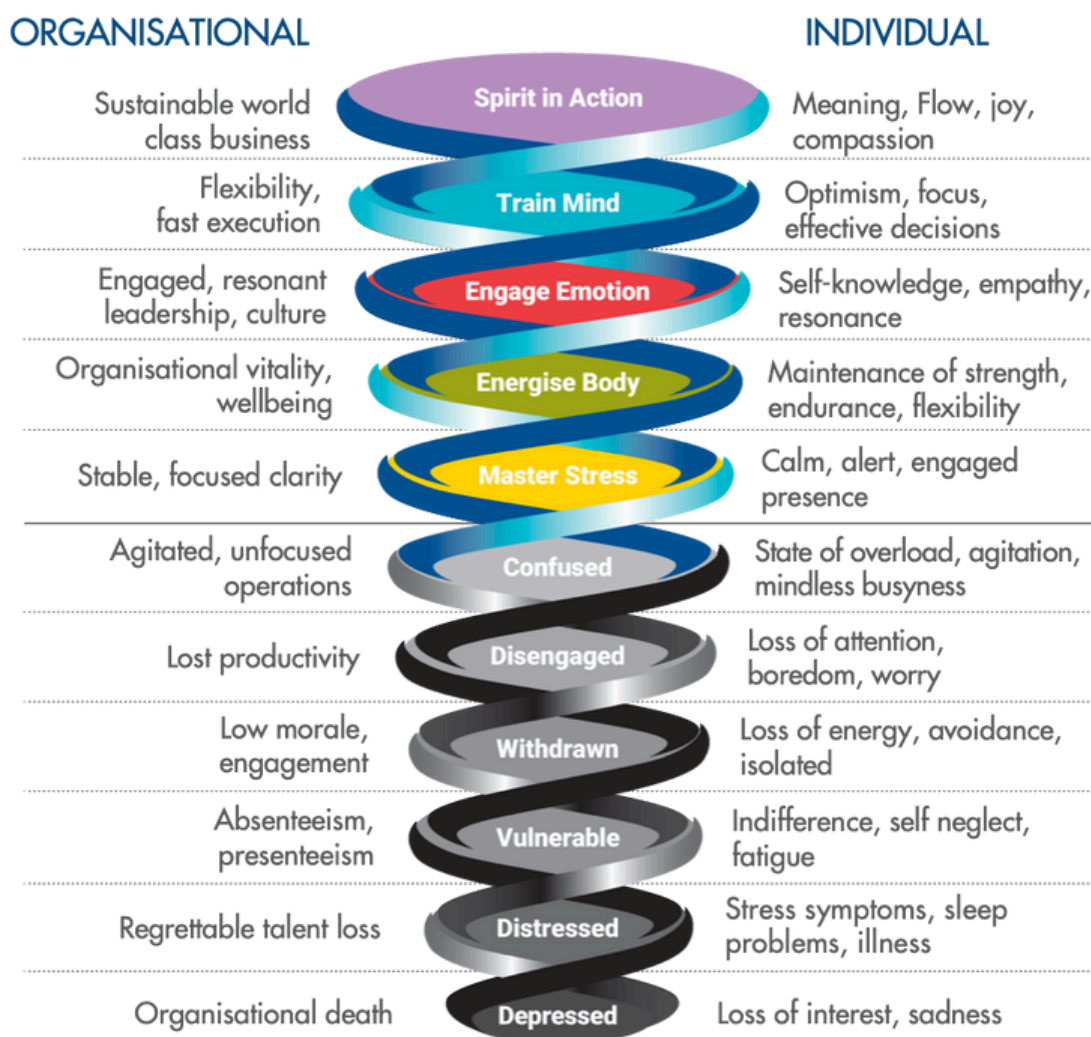 ORGANISATIONAL
INDIVIDUAL
Sustainable world
class business
Spirit in Action
Meaning, Flow, joy,
compassion
Flexibility,
fast execution
Train Mind
Optimism, focus,
effective decisions
Engaged, resonant
leadership, culture
Engage Emotion
Self-knowledge, empathy,
resonance
Organisational vitality,
wellbeing
Energise Body
Maintenance of strength,
endurance, flexibility
Stable, focused clarity
Master Stress
Calm, alert, engaged
presence
Agitated, unfocused
operations
Confused
State of overload, agitation,
mindless busyness
Lost productivity
Disengaged
Loss of attention,
boredom, worry
Low morale,
engagement
Withdrawn
Loss of energy, avoidance,
isolated
Absenteeism,
presenteeism
Vulnerable
Indifference, self neglect,
fatigue
Regrettable talent loss
Distressed
Stress symptoms, sleep
problems, illness
Organisational death
Depressed
Loss of interest, sadness